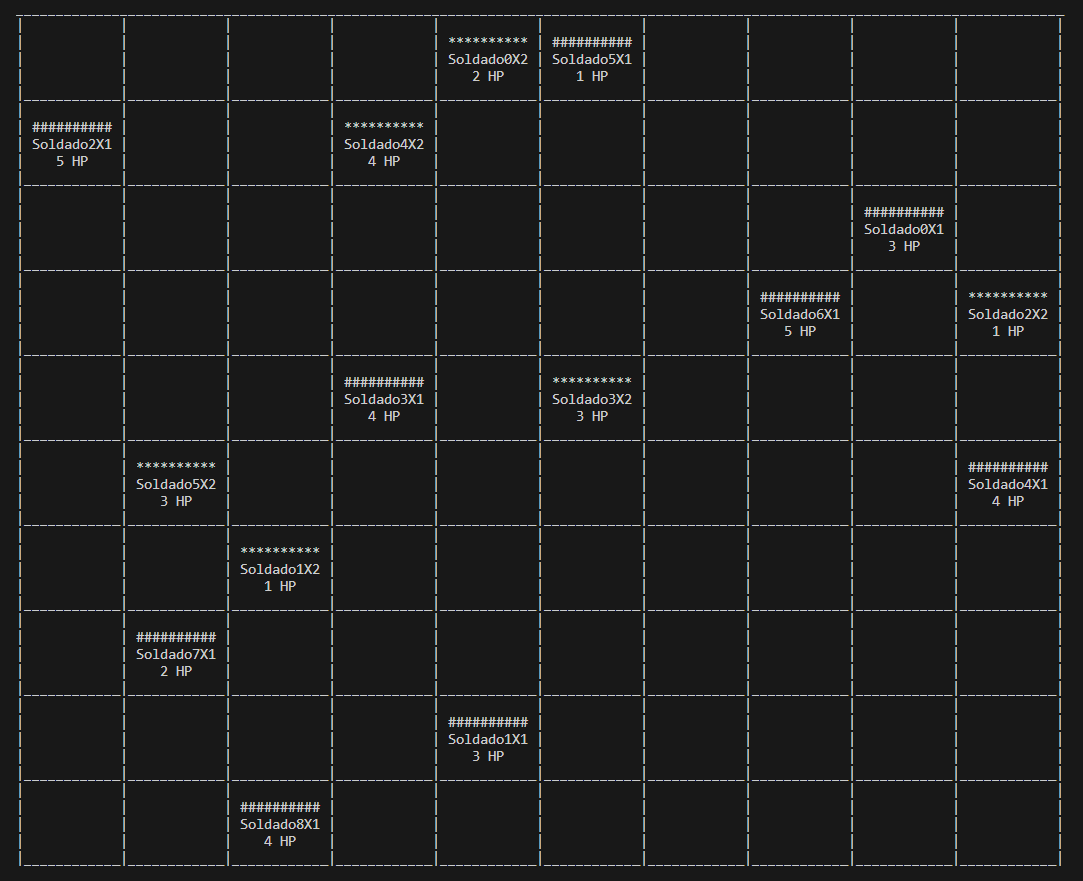 ********** ##########
Soldado0X2 Soldado5X1
2 HP 1 HP
########## **********
Soldado2X1 Soldado4X2
5 HP 4 HP
##########
Soldado0X1
3 HP
########## **********
Soldado6X1 Soldado2X2
5 HP 1 HP
########## **********
Soldado3X1 Soldado3X2
4 HP 3 HP
********** ##########
Soldado5X2 Soldado4X1
3 HP 4 HP
**********
Soldado1X2
1 HP
##########
Soldado7X1
2 HP
##########
Soldado1X1
3 HP
##########
Soldado8X1
4 HP